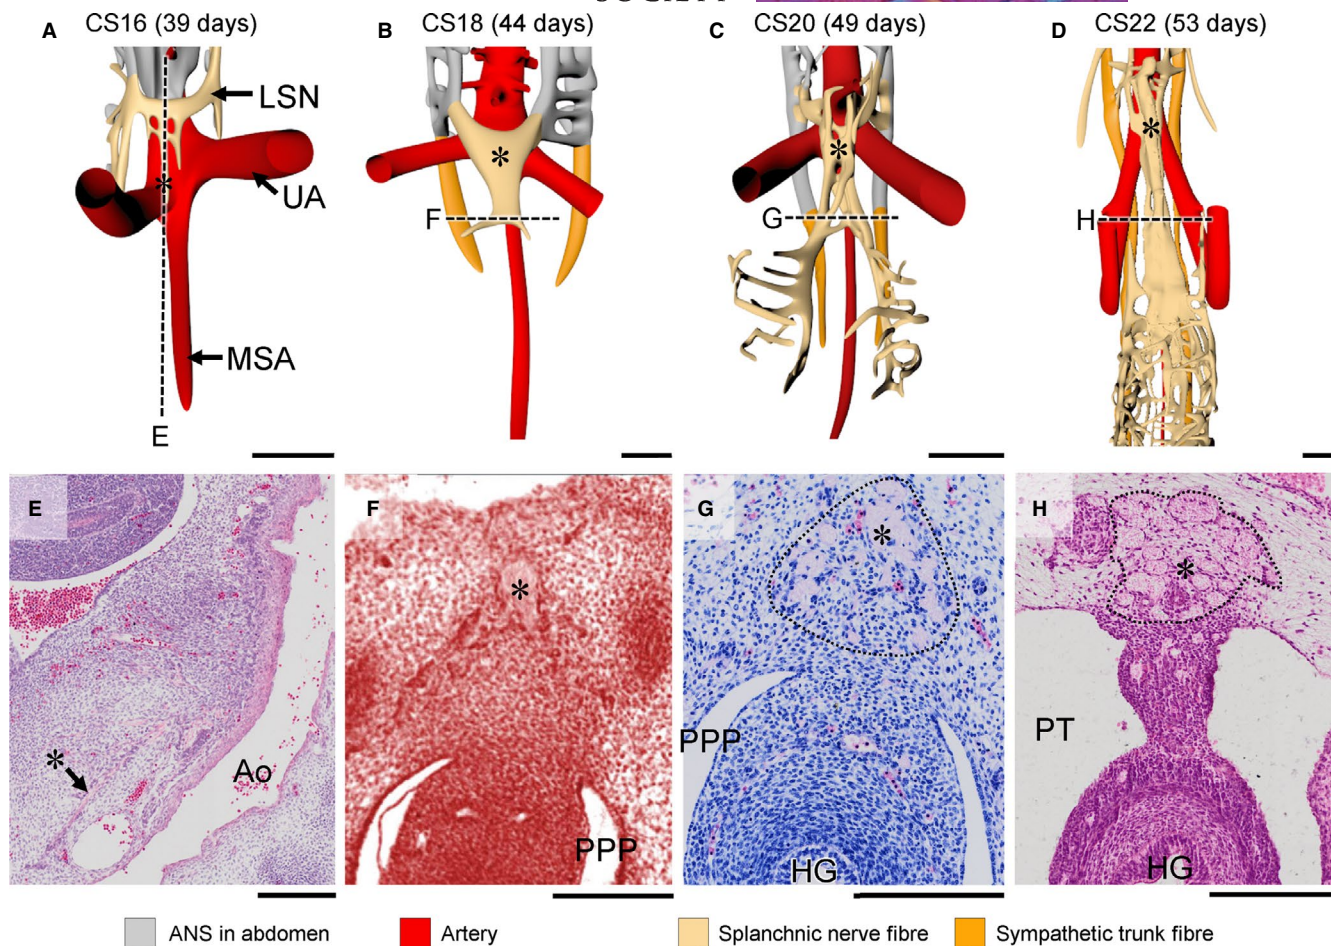 A CS16 (39 days) B CS18 (44 days) C CS20 (49 days) D CS22 (53 days)
LSN
*
*
*
*
UA
F
G
H
MSA
E
E
F
G
H
*
*
*
*
Ao
PPP
PPP
PT
HG
HG
ANS in abdomen Artery Splanchnic nerve fibre Sympathetic trunk fibre